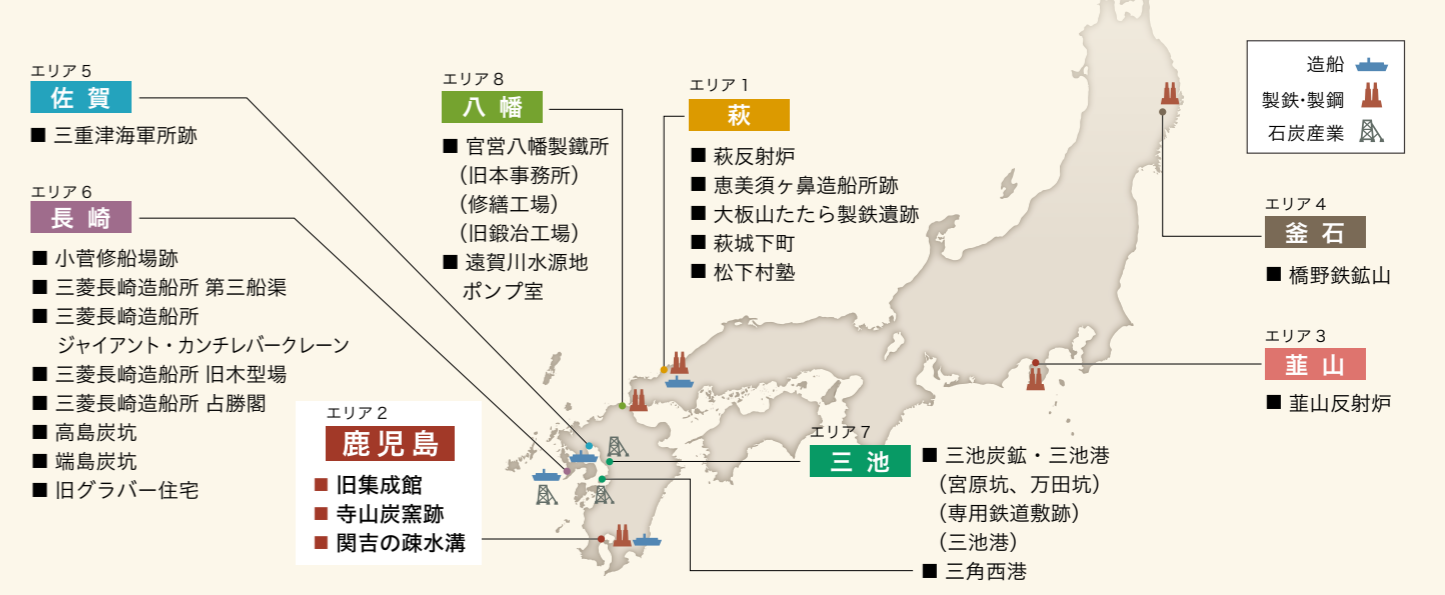 エリア5
佐賀
■ 三重津海軍所跡
エリア6
長崎
■ 小菅修船場跡
■ 三菱長崎造船所 第三船渠
■ 三菱長崎造船所
ジャイアント・カンチレバークレーン
■ 三菱長崎造船所 旧木型場
■ 三菱長崎造船所 占勝閣
■ 高島炭坑
■ 端島炭坑
■ 旧グラバー住宅
エリア2
鹿児島
■ 旧集成館
■ 寺山炭窯跡
■ 関吉の疎水溝
エリア8
八幡
■ 官営八幡製鐵所
(旧本事務所)
(修繕工場)
(旧鍛冶工場)
■ 遠賀川水源地
ポンプ室
エリア1
萩
■ 萩反射炉
■ 恵美須ヶ鼻造船所跡
■ 大板山たたら製鉄遺跡
■ 萩城下町
■ 松下村塾
エリア7
三池
■ 三池炭鉱・三池港
(宮原坑、万田坑)
(専用鉄道敷跡)
(三池港)
■ 三角西港
造船
製鉄・製鋼
石炭産業
エリア4
釜石
■ 橋野鉄鉱山
エリア3
韮山
■ 韮山反射炉